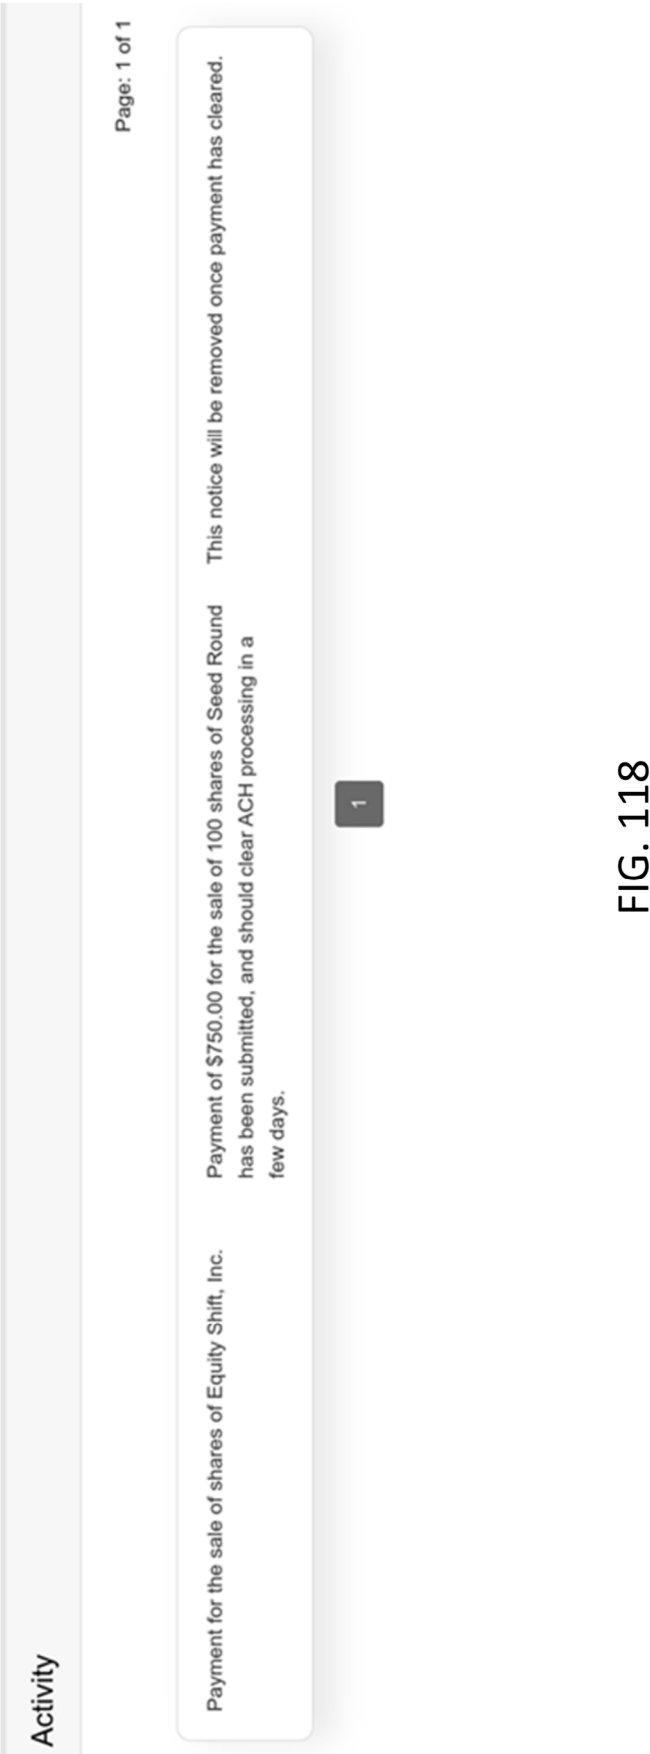 Activity
Page: 1 of 1
Payment for the sale of shares of Equity Shift, Inc.
Payment of $750.00 for the sale of 100 shares of Seed Round
has been submitted, and should clear ACH processing in a
few days.
This notice will be removed once payment has cleared.
1
FIG. 118